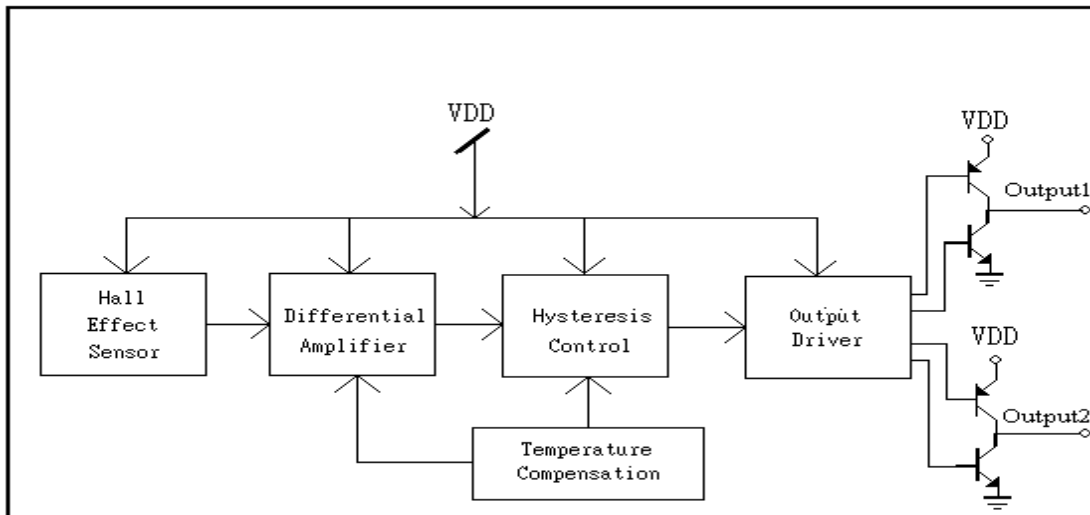 VDD
VDD
Output1
Hall
Effect
Sensor
Differential
Amplifier
Hysteresis
Control
Output
Driver
VDD
Output2
Temperature
Compensation